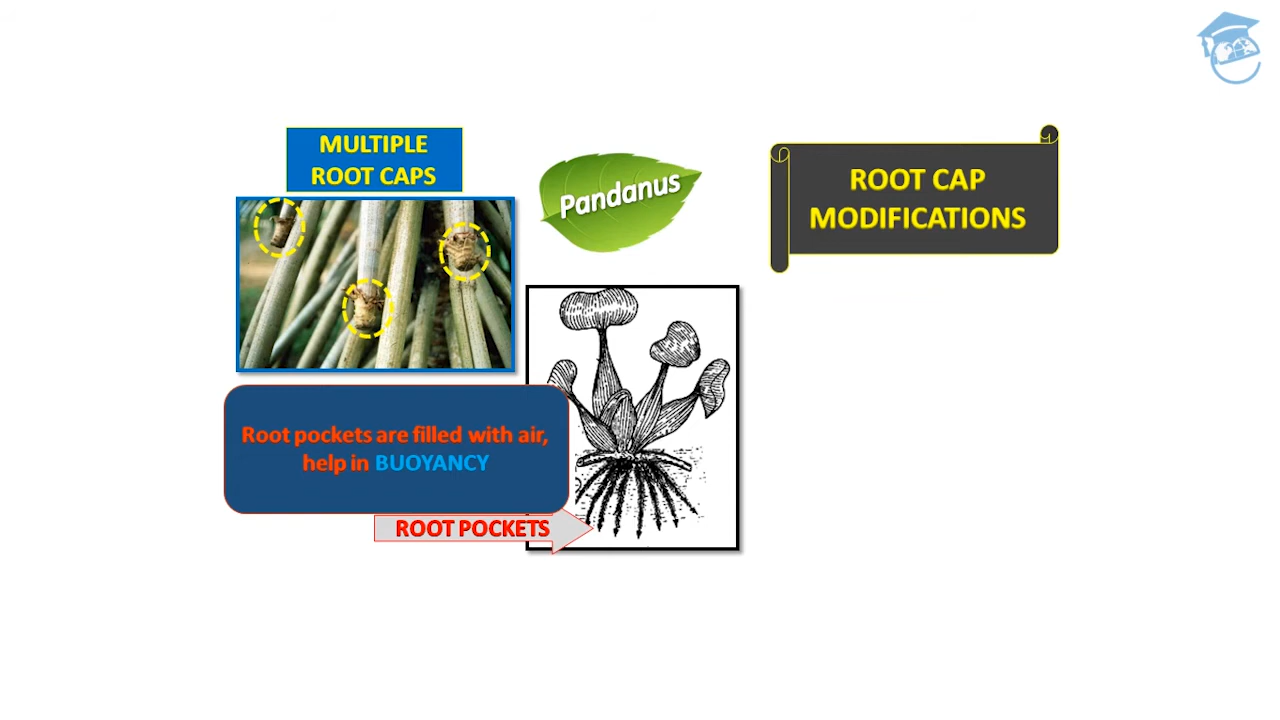 MULTIPLE
ROOT CAPS
Pandanus
ROOT CAP
MODIFICATIONS
Root pockets are filled with air,
help in BUOYANCY
ROOT POCKETS